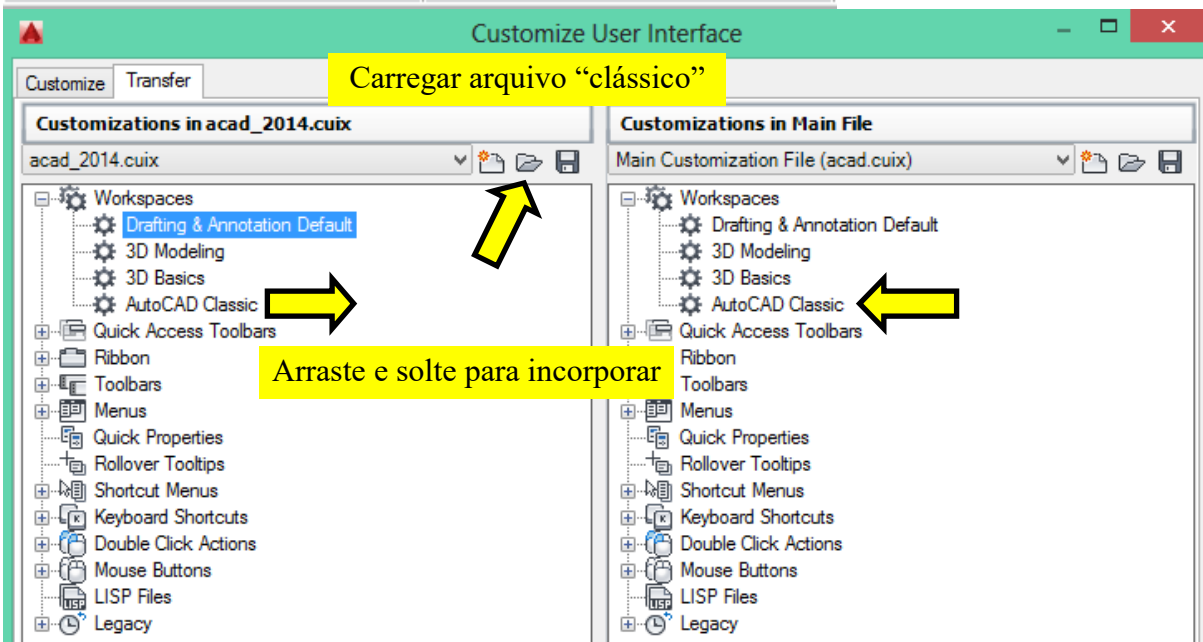 Customize User Interface
Customize Transfer
Carregar arquivo “clássico”
Customizations in acad_2014.cuix
acad_2014.cuix
Workspaces
Drafting & Annotation Default
3D Modeling
3D Basics
AutoCAD Classic
Quick Access Toolbars
Ribbon
Toolbars
Menus
Quick Properties
Rollover Tooltips
Shortcut Menus
Keyboard Shortcuts
Double Click Actions
Mouse Buttons
LISP Files
Legacy
Arraste e solte para incorporar
Customizations in Main File
Main Customization File (acad.cuix)
Workspaces
Drafting & Annotation Default
3D Modeling
3D Basics
AutoCAD Classic
Quick Access Toolbars
Ribbon
Toolbars
Menus
Quick Properties
Rollover Tooltips
Shortcut Menus
Keyboard Shortcuts
Double Click Actions
Mouse Buttons
LISP Files
Legacy